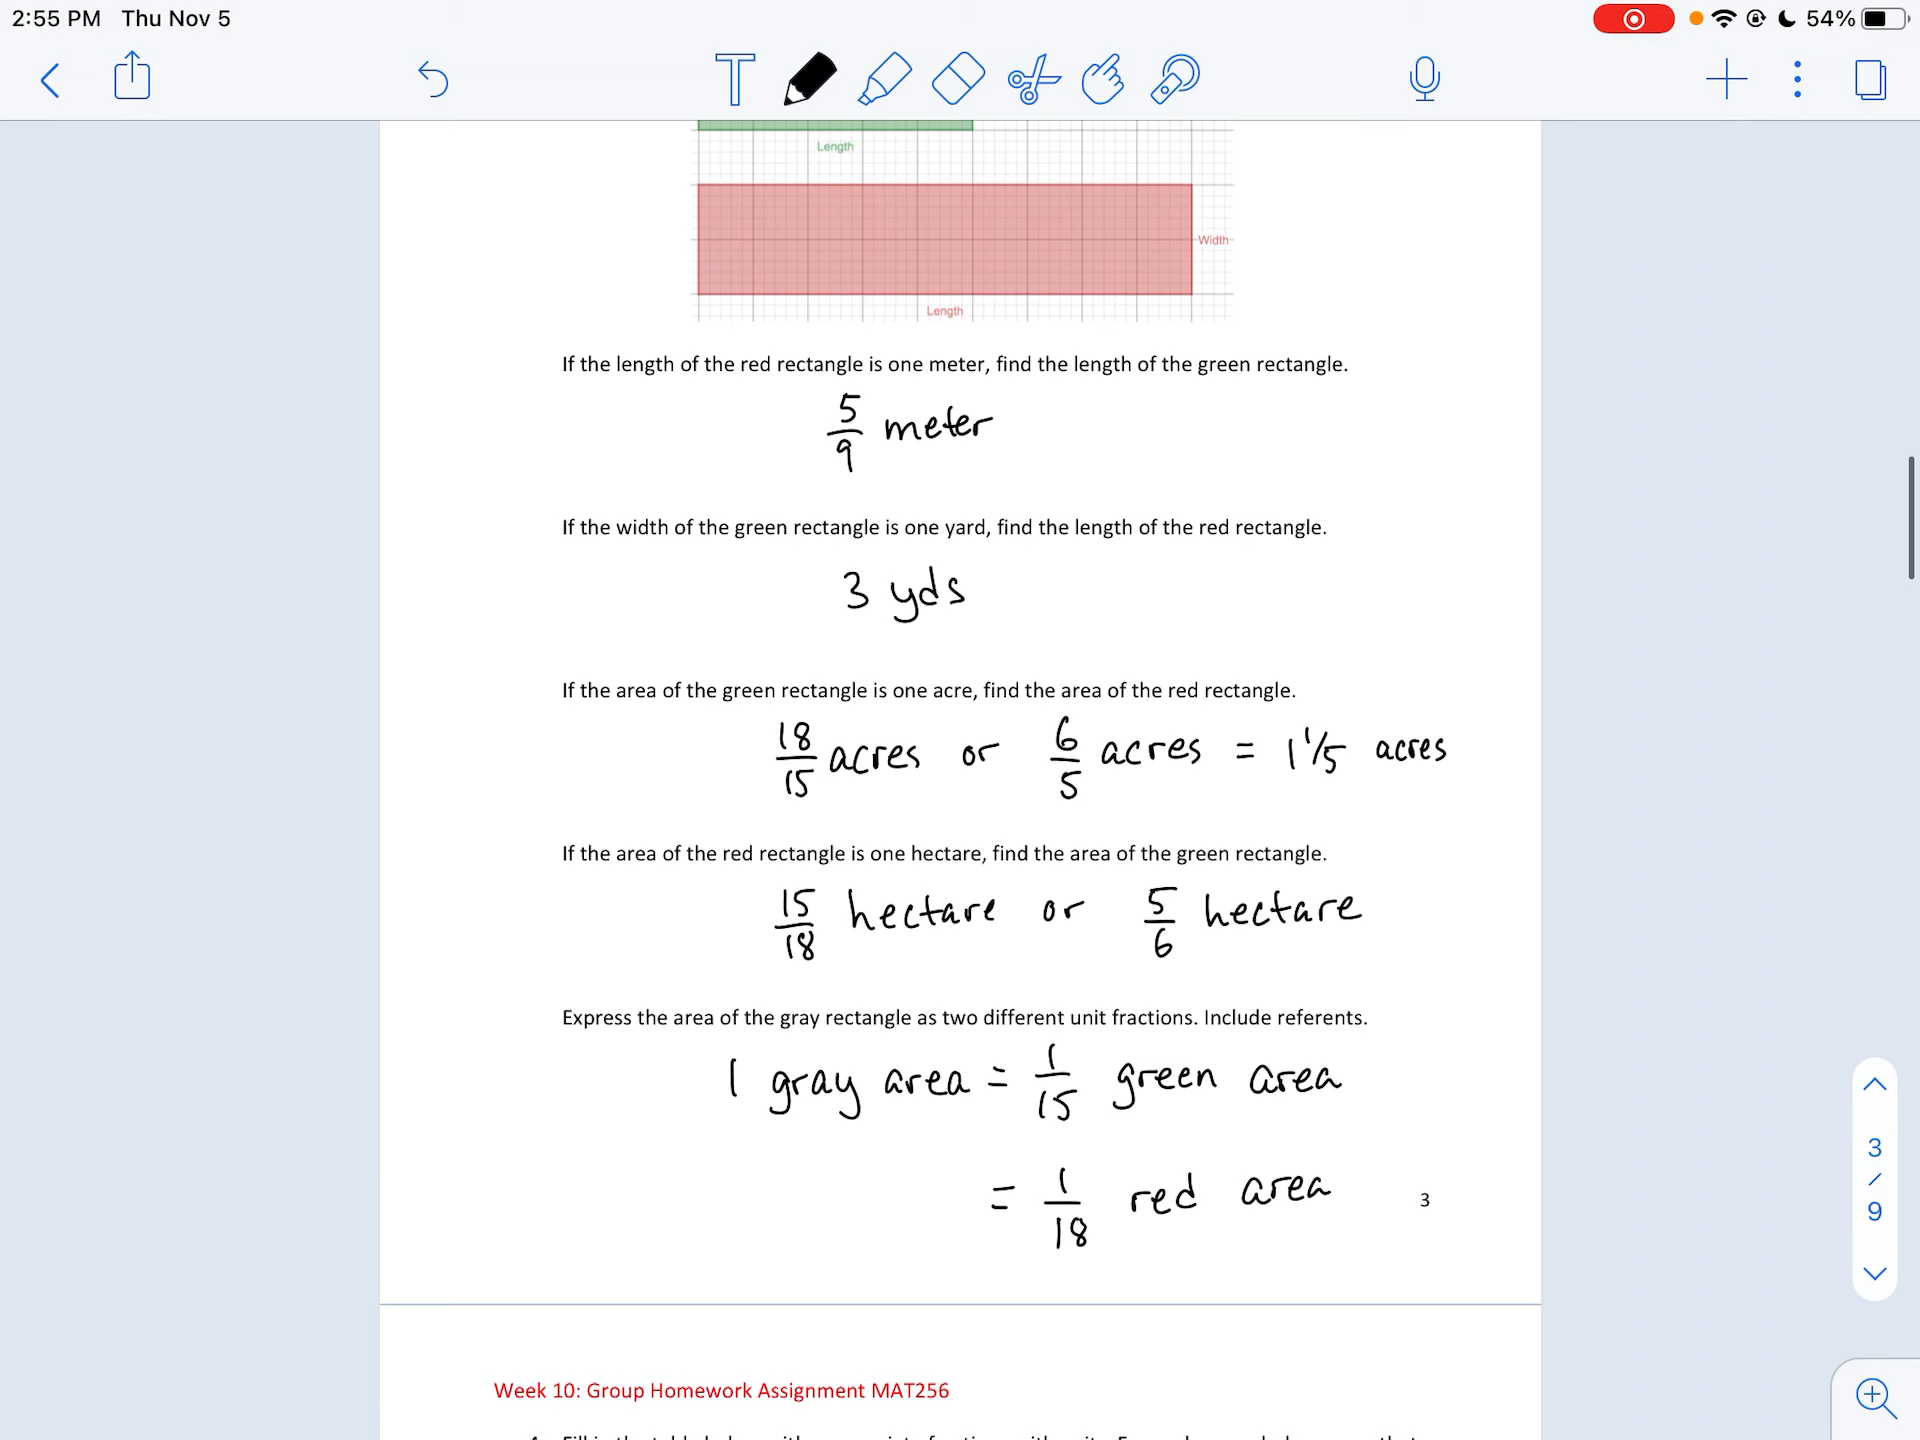 2:55 PM Thu Nov 5
54%
Length
Width
Length
If the length of the red rectangle is one meter, find the length of the green rectangle.
5/9 meter
If the width of the green rectangle is one yard, find the length of the red rectangle.
3 yds
If the area of the green rectangle is one acre, find the area of the red rectangle.
18/15 acres or 6/5 acres = 1 1/5 acres
If the area of the red rectangle is one hectare, find the area of the green rectangle.
15/18 hectare or 5/6 hectare
Express the area of the gray rectangle as two different unit fractions. Include referents.
1 gray area = 1/15 green area
= 1/18 red area
3
3 / 9
Week 10: Group Homework Assignment MAT256